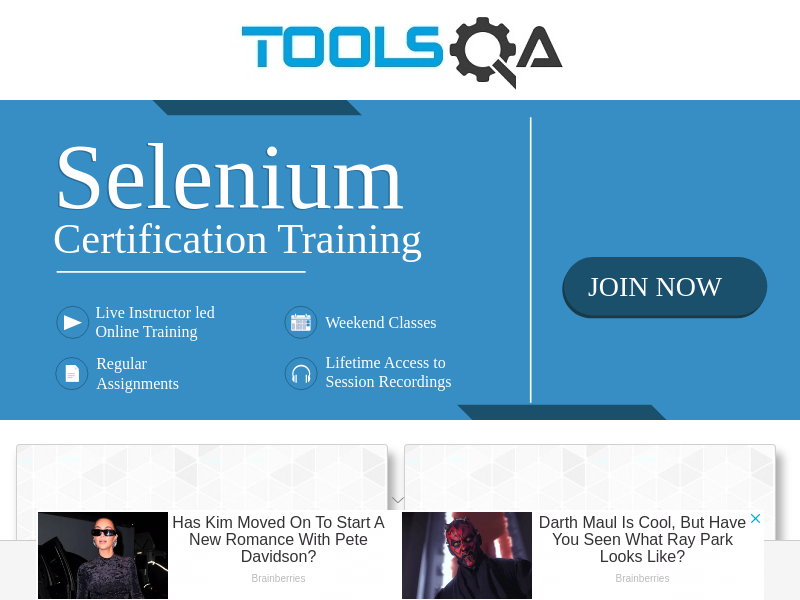 TOOLSQA
Selenium
Certification Training
JOIN NOW
Live Instructor led
Online Training
Weekend Classes
Regular
Assignments
Lifetime Access to
Session Recordings
Has Kim Moved On To Start A
New Romance With Pete
Davidson?
Brainberries
Darth Maul Is Cool, But Have
You Seen What Ray Park
Looks Like?
Brainberries